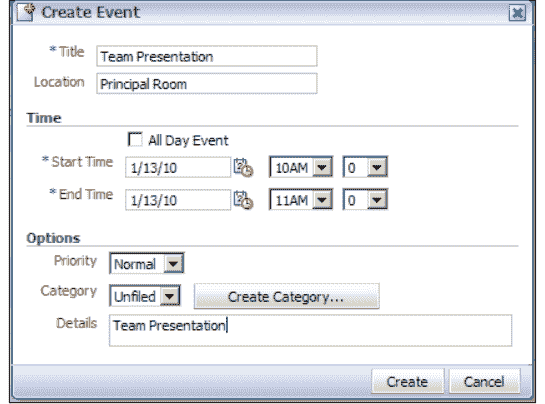 Create Event
* Title Team Presentation
Location Principal Room
Time
All Day Event
* Start Time 1/13/10 10AM 0
* End Time 1/13/10 11AM 0
Options
Priority Normal
Category Unfiled Create Category...
Details Team Presentation
Create Cancel